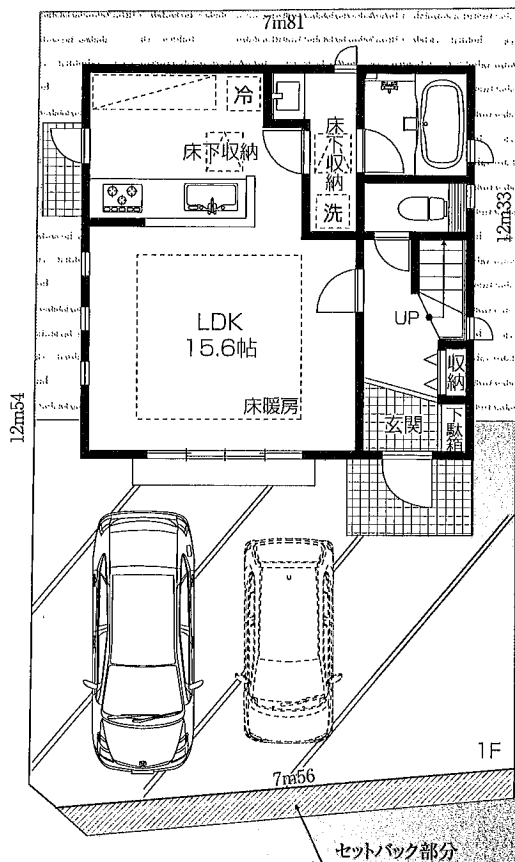 7m81
冷
床下収納
床下収納
洗
12m33
LDK
15.6帖
UP
収納
床暖房
玄関
下駄箱
12m54
1F
7m56
セットバック部分